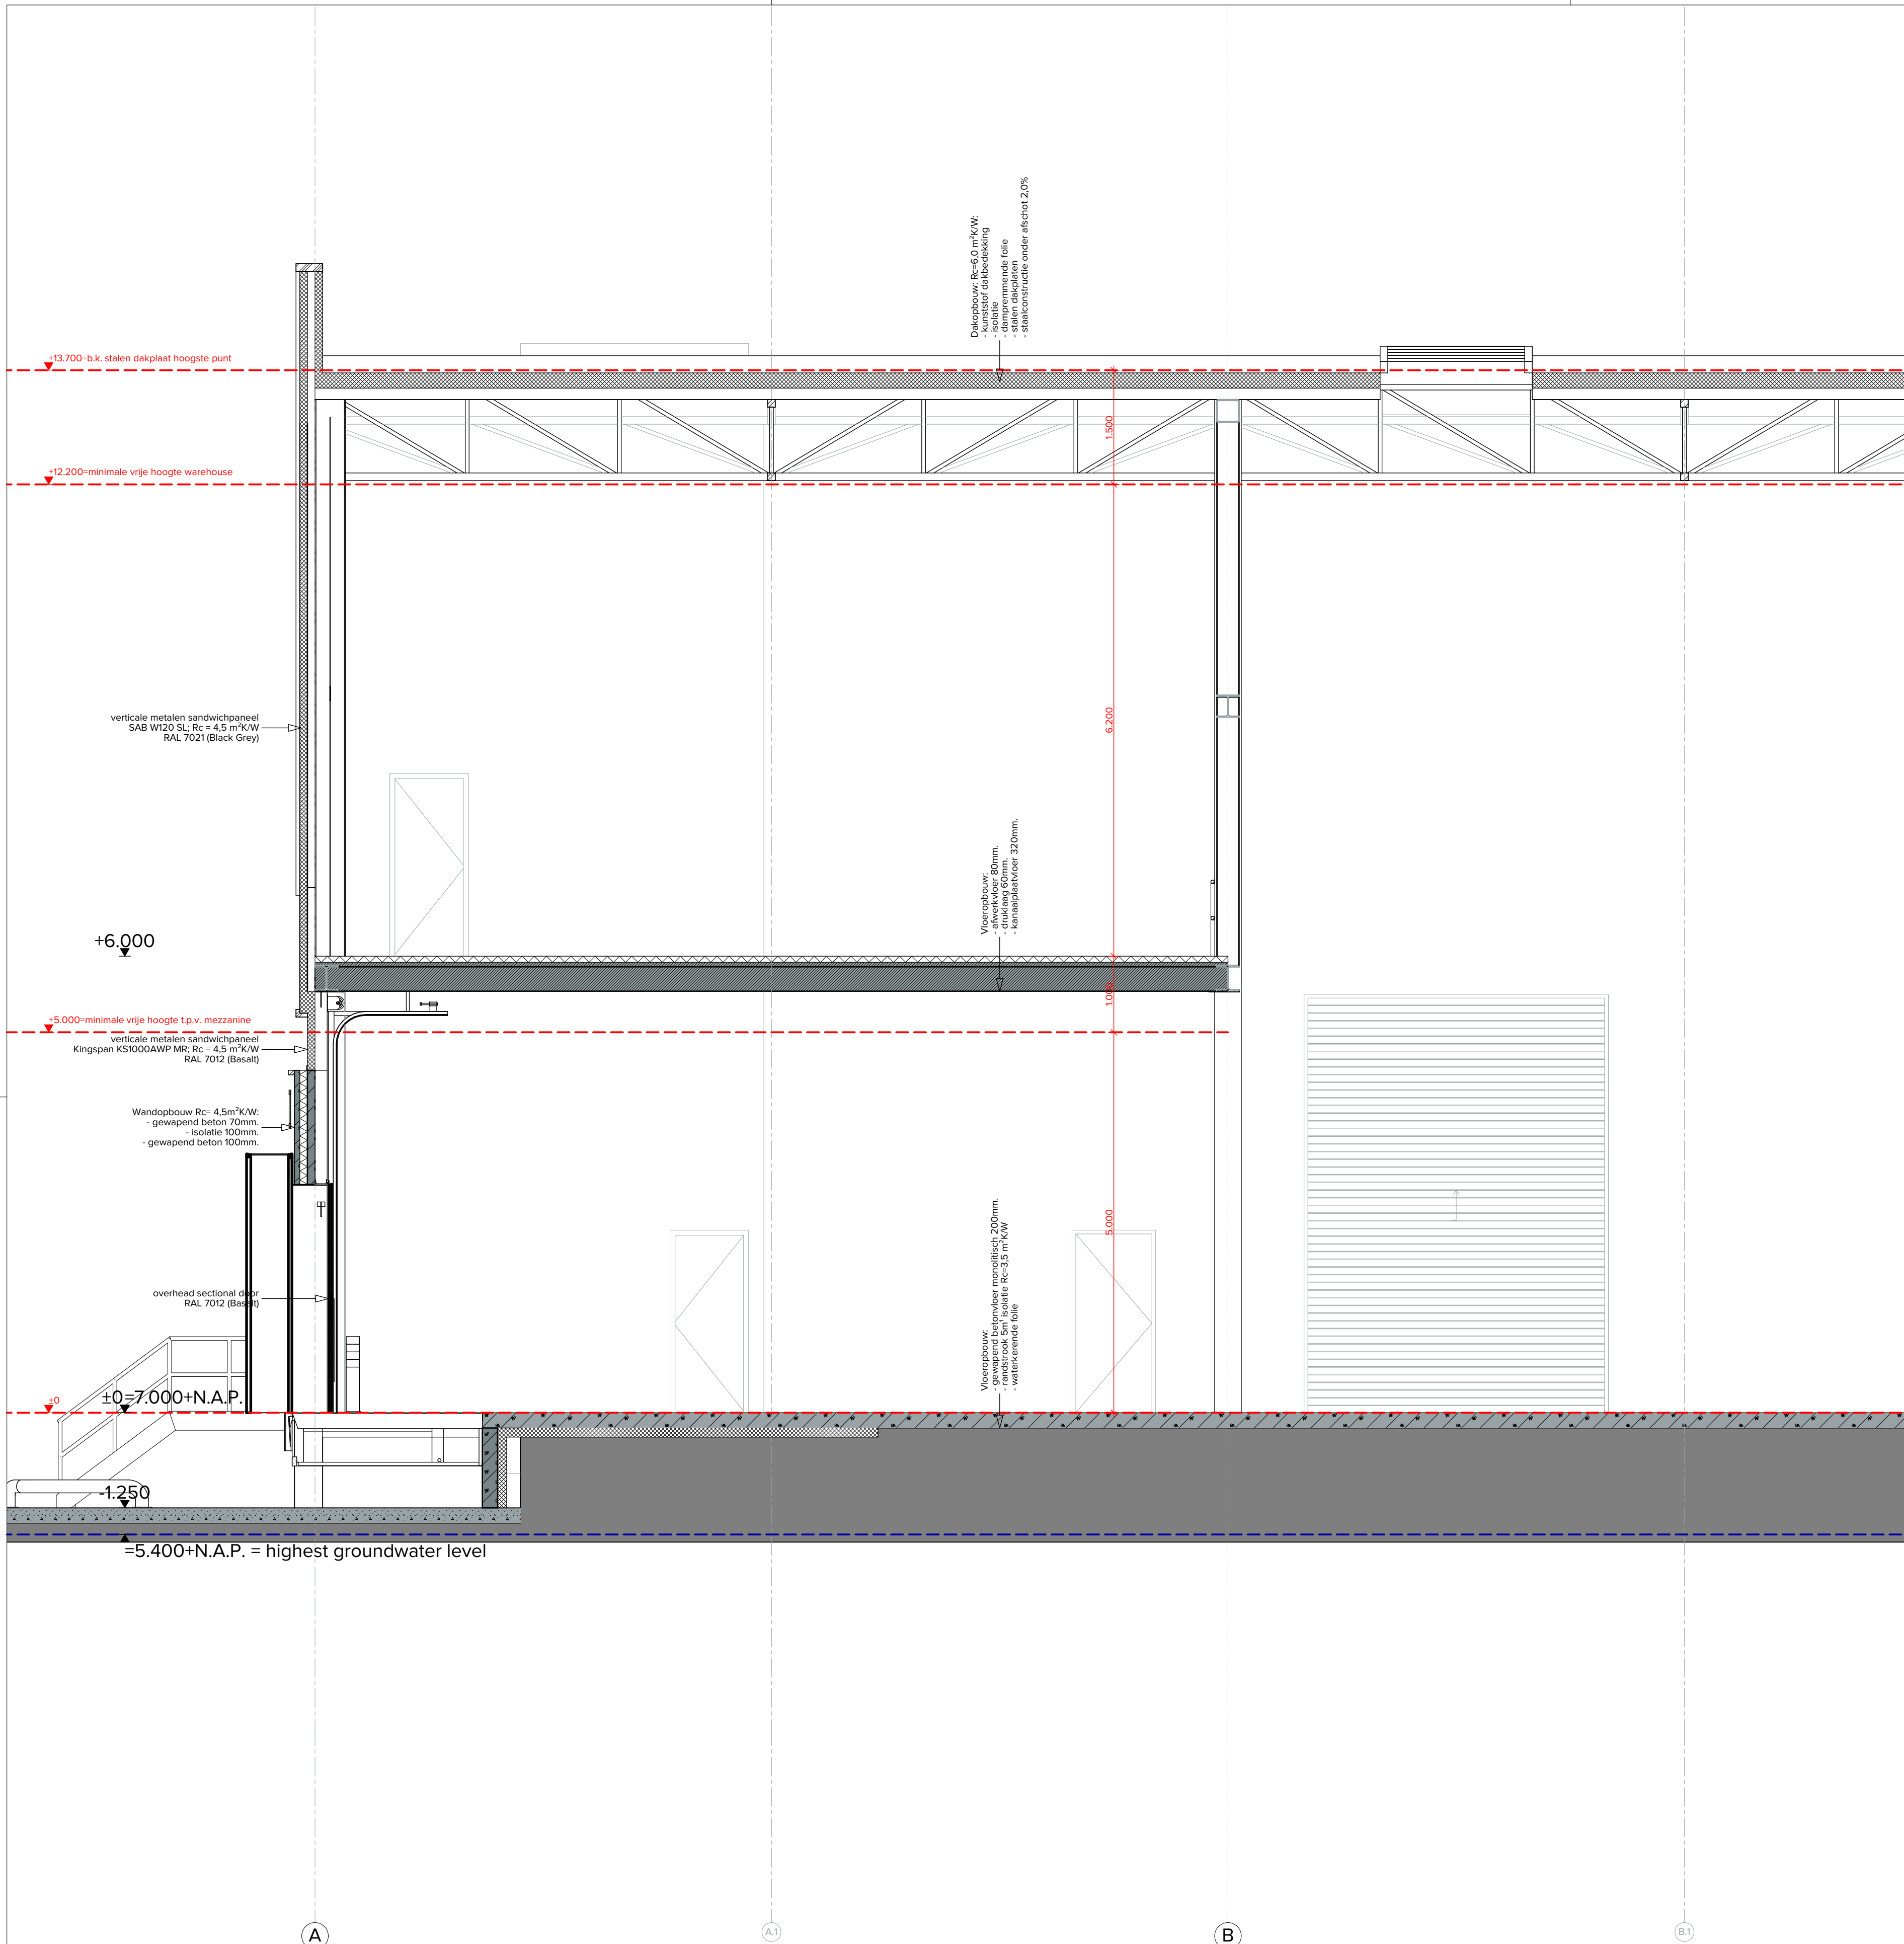 Dakopbouw: Rc=6,0 m²K/W:
- kunststof dakbedekking
- isolatie
- dampremmende folie
- stalen dakplaten
- staalconstructie onder afschot 2,0%
+13.700=b.k. stalen dakplaat hoogste punt
1.500
+12.200=minimale vrije hoogte warehouse
verticale metalen sandwichpaneel
SAB W120 SL; Rc = 4,5 m²K/W
RAL 7021 (Black Grey)
6.200
Vloeropbouw:
- afwerkvloer 80mm.
- druklaag 60mm.
- kanaalplaatvloer 320mm.
+6.000
1.000
+5.000=minimale vrije hoogte t.p.v. mezzanine
verticale metalen sandwichpaneel
Kingspan KS1000AWP MR; Rc = 4,5 m²K/W
RAL 7012 (Basalt)
Wandopbouw Rc= 4,5m²K/W:
- gewapend beton 70mm.
- isolatie 100mm.
- gewapend beton 100mm.
5.000
Vloeropbouw:
- gewapend betonvloer monolitisch 200mm.
- randstrook 5m¹ isolatie Rc=3,5 m²K/W
- waterkerende folie
overhead sectional door
RAL 7012 (Basalt)
±0
±0=7.000+N.A.P.
-1.250
=5.400+N.A.P. = highest groundwater level
A
A.1
B
B.1